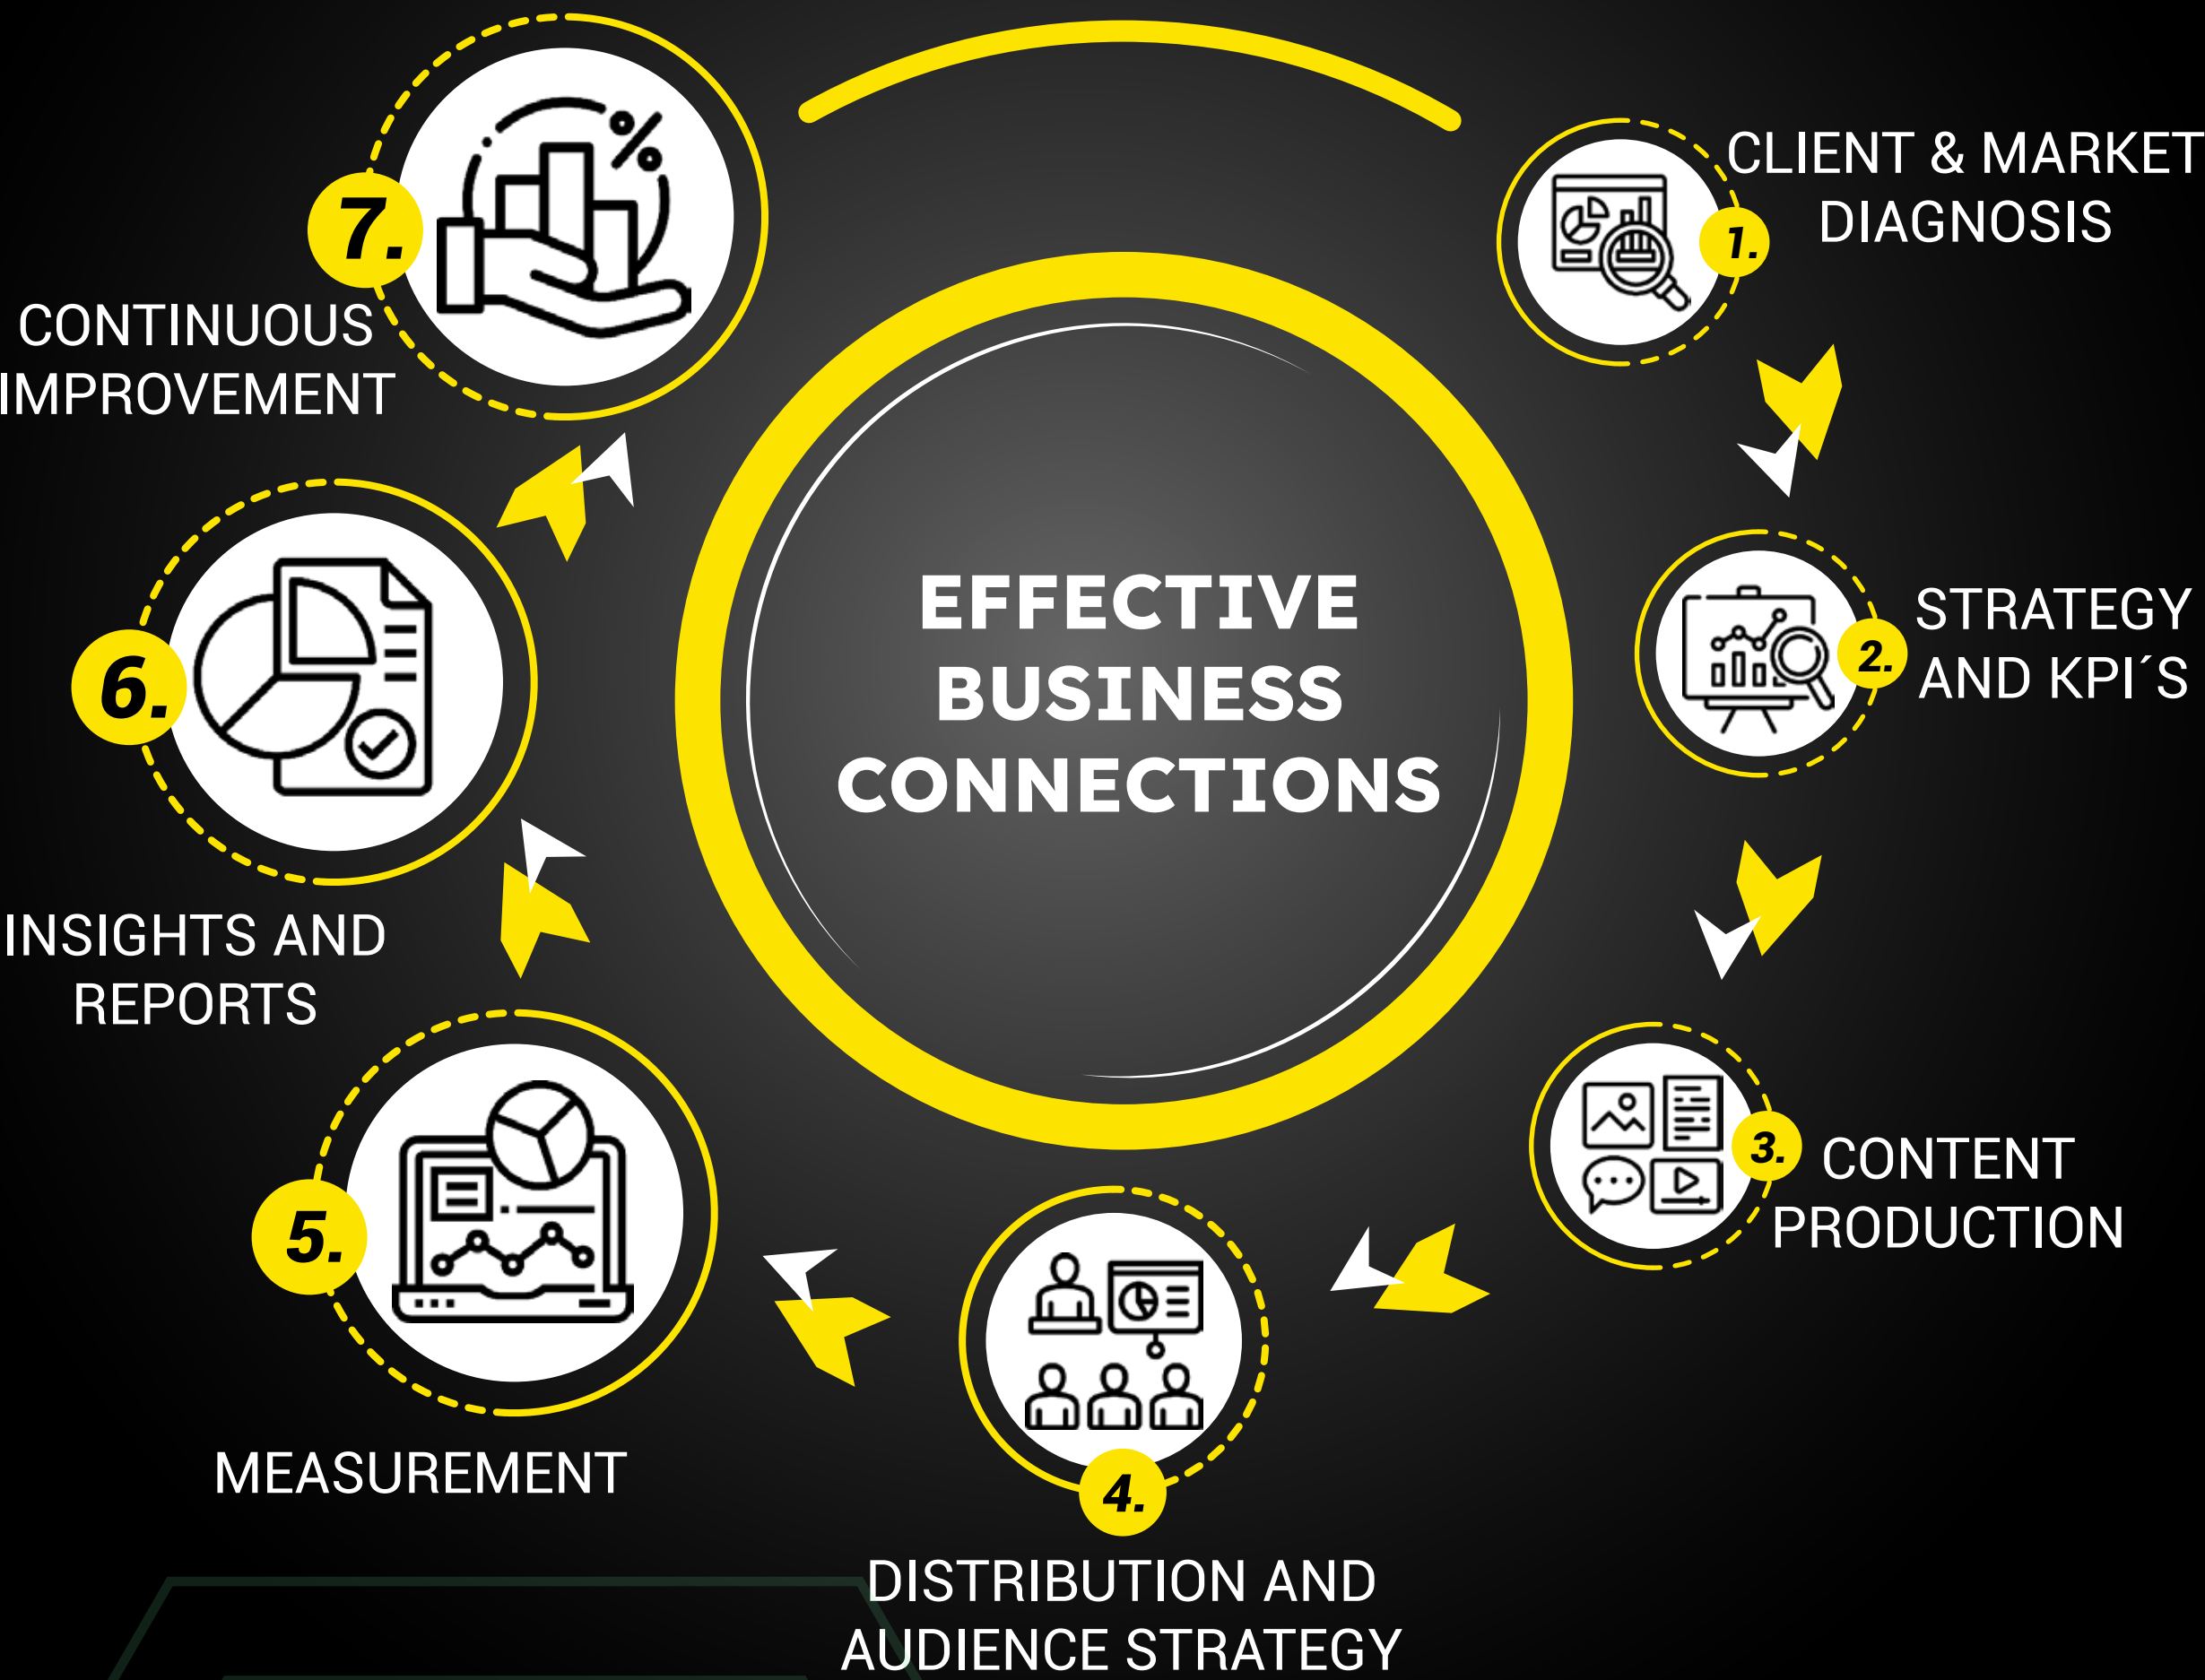 EFFECTIVE
BUSINESS
CONNECTIONS
1.
CLIENT & MARKET
DIAGNOSIS
2.
STRATEGY
AND KPI´S
3.
CONTENT
PRODUCTION
4.
DISTRIBUTION AND
AUDIENCE STRATEGY
5.
MEASUREMENT
6.
INSIGHTS AND
REPORTS
7.
CONTINUOUS
IMPROVEMENT
%